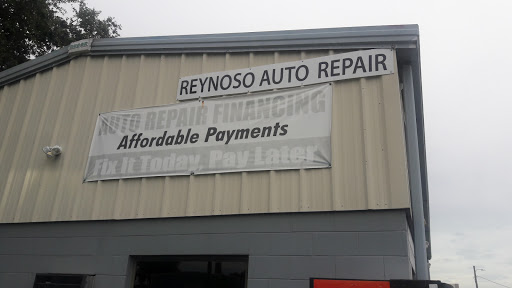 REYNOSO AUTO REPAIR
AUTO REPAIR FINANCING
Affordable Payments
Fix It Today, Pay Later